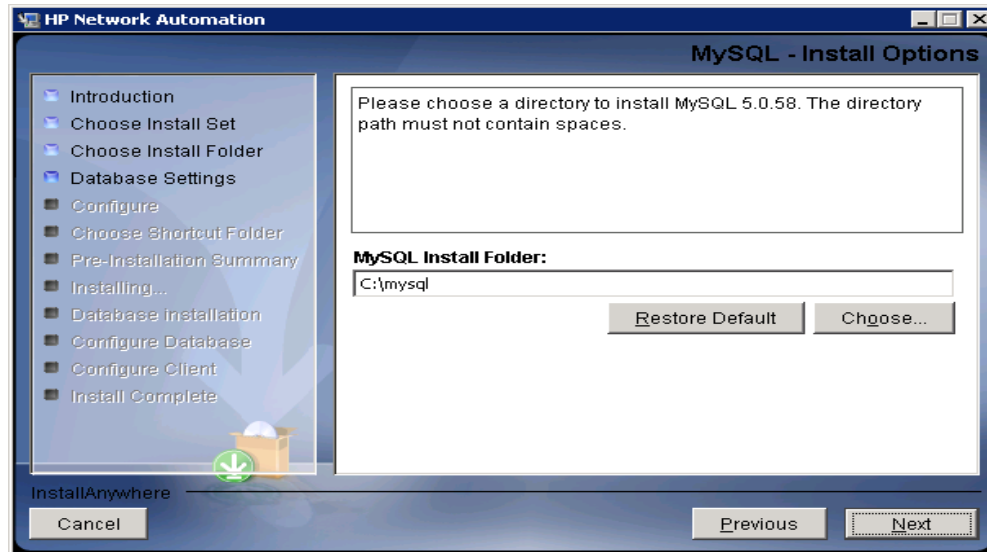 HP Network Automation
MySQL - Install Options
Introduction
Choose Install Set
Choose Install Folder
Database Settings
Configure
Choose Shortcut Folder
Pre-Installation Summary
Installing...
Database installation
Configure Database
Configure Client
Install Complete
Please choose a directory to install MySQL 5.0.58. The directory
path must not contain spaces.
MySQL Install Folder:
C:\mysql
Restore Default
Choose...
InstallAnywhere
Cancel
Previous
Next